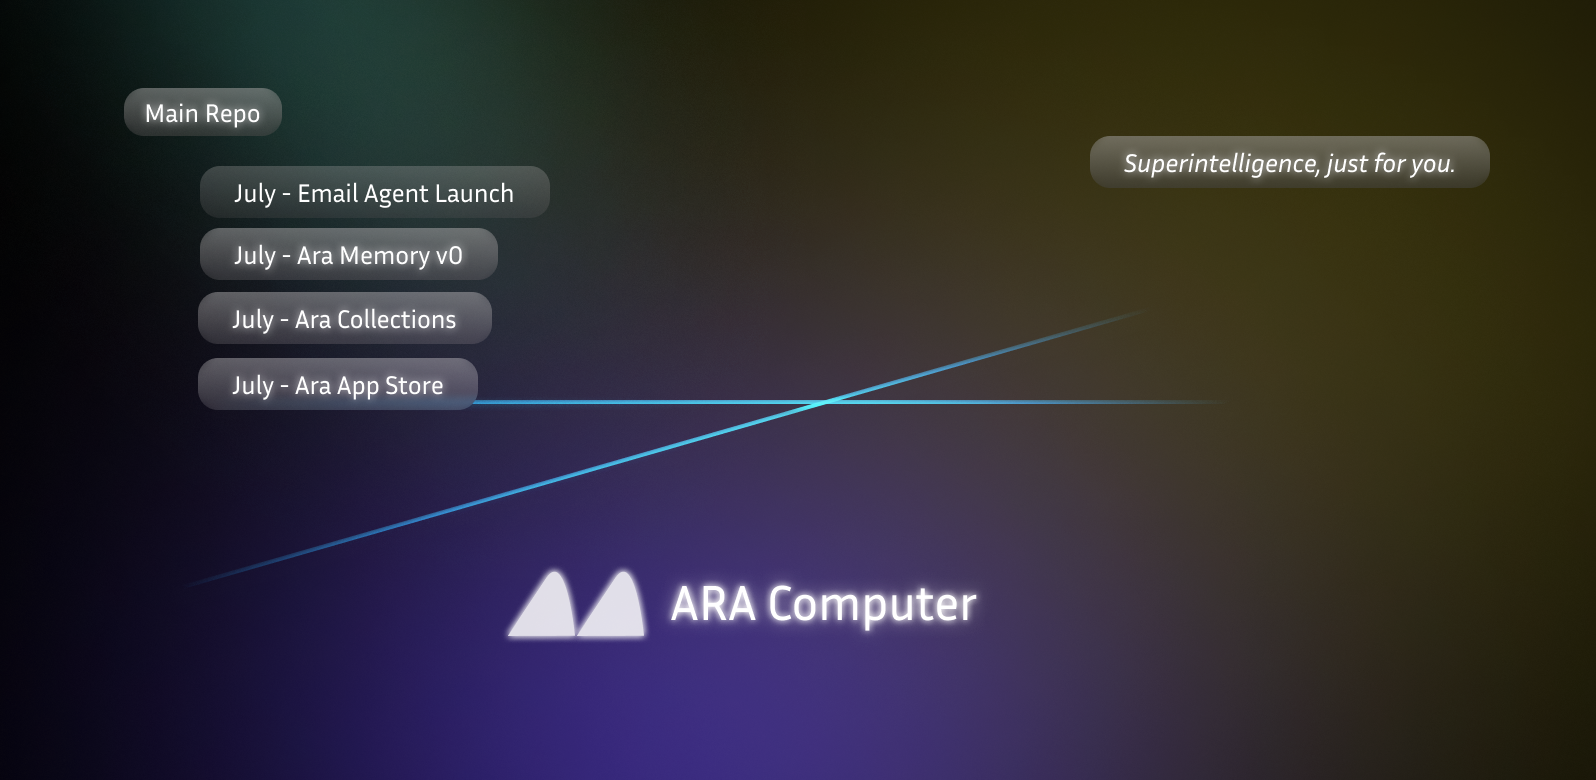 Main Repo
Superintelligence, just for you.
July - Email Agent Launch
July - Ara Memory v0
July - Ara Collections
July - Ara App Store
ARA Computer